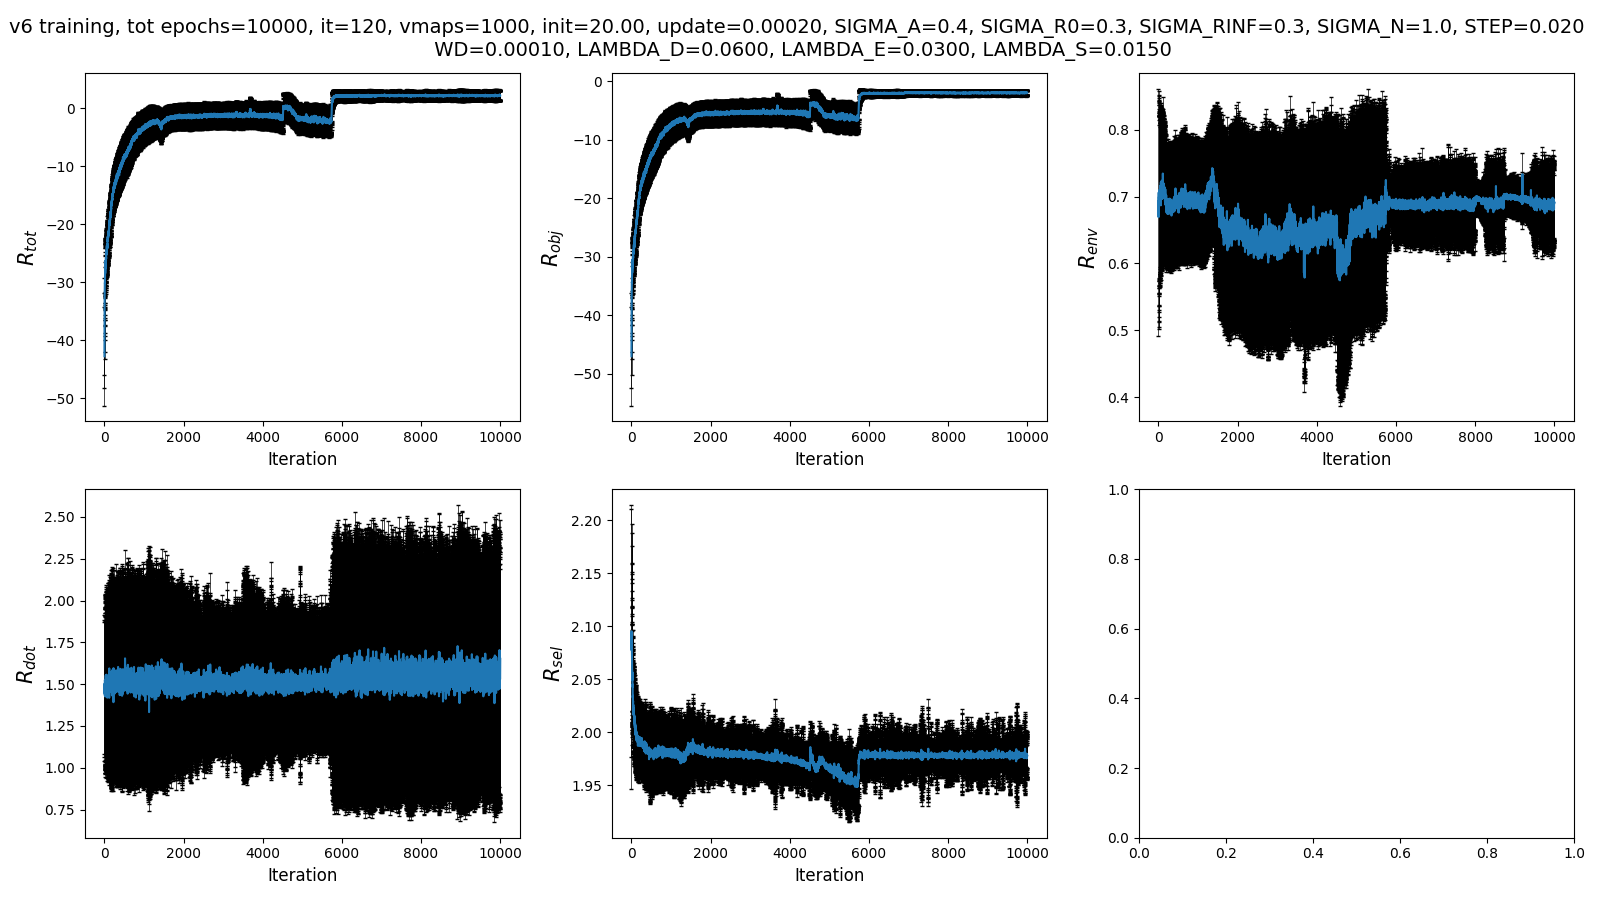 v6 training, tot epochs=10000, it=120, vmaps=1000, init=20.00, update=0.00020, SIGMA_A=0.4, SIGMA_R0=0.3, SIGMA_RINF=0.3, SIGMA_N=1.0, STEP=0.020
WD=0.00010, LAMBDA_D=0.0600, LAMBDA_E=0.0300, LAMBDA_S=0.0150
R_tot
0
−10
−20
−30
−40
−50
0 2000 4000 6000 8000 10000
Iteration
R_obj
0
−10
−20
−30
−40
−50
0 2000 4000 6000 8000 10000
Iteration
R_env
0.8
0.7
0.6
0.5
0.4
0 2000 4000 6000 8000 10000
Iteration
R_dot
2.50
2.25
2.00
1.75
1.50
1.25
1.00
0.75
0 2000 4000 6000 8000 10000
Iteration
R_sel
2.20
2.15
2.10
2.05
2.00
1.95
0 2000 4000 6000 8000 10000
Iteration
1.0
0.8
0.6
0.4
0.2
0.0
0.0 0.2 0.4 0.6 0.8 1.0